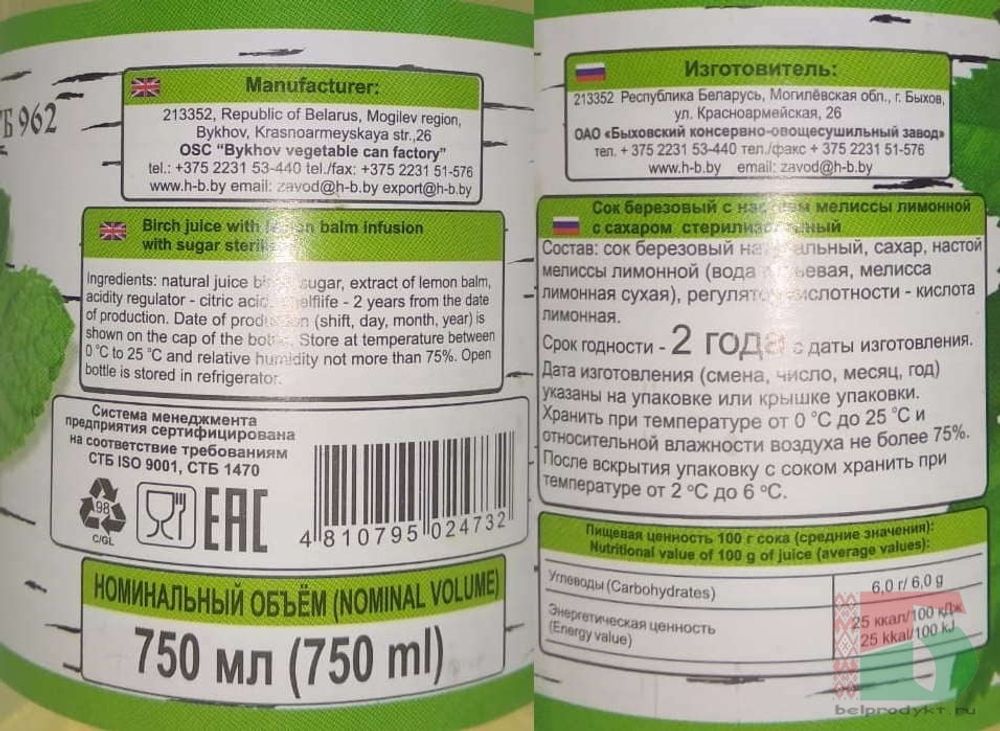 ТБ 962
Manufacturer:
213352, Republic of Belarus, Mogilev region,
Bykhov, Krasnoarmeyskaya str.,26
OSC "Bykhov vegetable can factory"
tel.: +375 2231 53-440 tel./fax: +375 2231 51-576
www.h-b.by email: zavod@h-b.by export@h-b.by
Birch juice with balm infusion
with sugar
Ingredients: natural juice sugar, extract of lemon balm,
acidity regulator - citric acid. - 2 years from the date
of production. Date of (shift, day, month, year) is
shown on the cap of the Store at temperature between
0 °C to 25 °C and relative humidity not more than 75%. Open
bottle is stored in refrigerator.
Система менеджмента
предприятия сертифицирована
на соответствие требованиям
СТБ ISO 9001, СТБ 1470
98
C/GL
EAC
4 810795 024732
НОМИНАЛЬНЫЙ ОБЪЁМ (NOMINAL VOLUME)
750 мл (750 ml)
Изготовитель:
213352 Республика Беларусь, Могилёвская обл., г. Быхов,
ул. Красноармейская, 26
ОАО «Быховский консервно-овощесушильный завод»
тел. + 375 2231 53-440 тел./факс + 375 2231 51-576
www.h-b.by email: zavod@h-b.by
Сок березовый с мелиссы лимонной
с сахаром
Состав: сок березовый сахар, настой
мелиссы лимонной (вода мелисса
лимонная сухая), кислотности - кислота
лимонная.
Срок годности - 2 года с даты изготовления.
Дата изготовления (смена, число, месяц, год)
указаны на упаковке или крышке упаковки.
Хранить при температуре от 0 °C до 25 °C и
относительной влажности воздуха не более 75%.
После вскрытия упаковку с соком хранить при
температуре от 2 °C до 6 °C.
Пищевая ценность 100 г сока (средние значения):
Nutritional value of 100 g of juice (average values):
Углеводы (Carbohydrates) 6,0 г/ 6,0 g
Энергетическая ценность 25 ккал/100 кДж
(Energy value) 25 kkal/100 kJ
belprodykt.ru